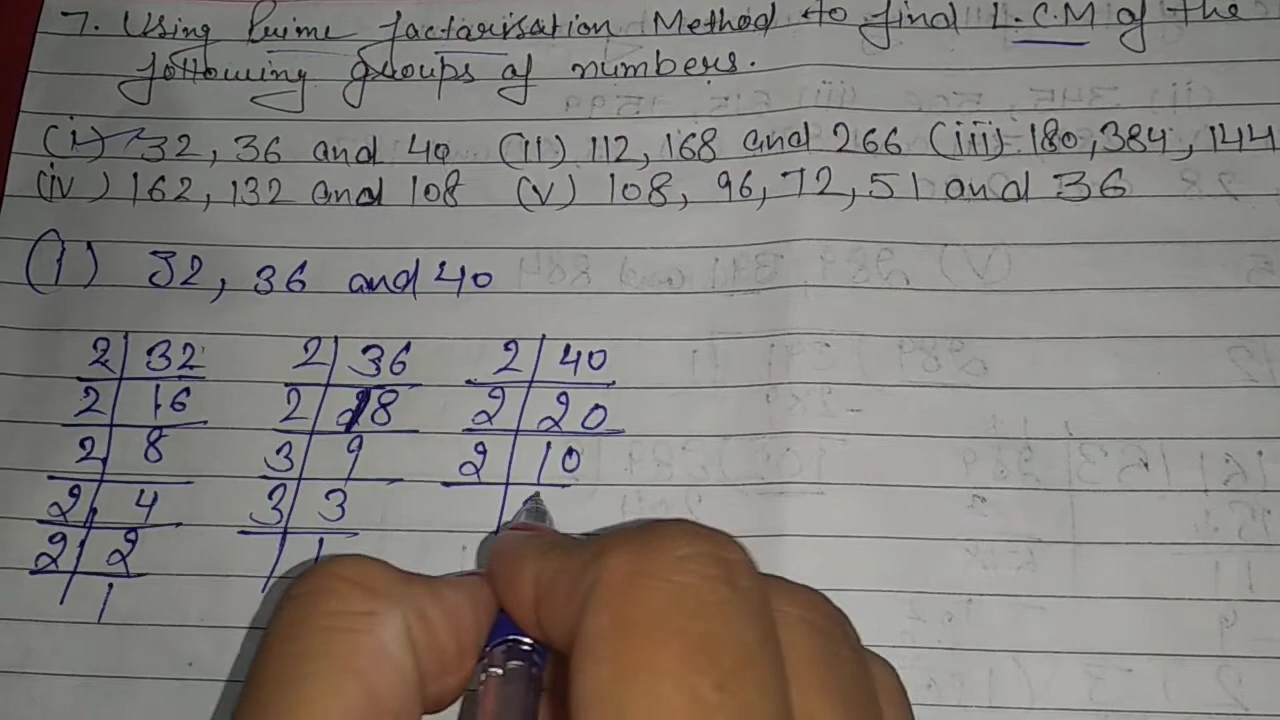 7. Using Prime factorisation Method to find L.C.M of the
following groups of numbers.
(i) 32, 36 and 40 (II) 112, 168 and 266 (iii) 180, 384, 144
(iv) 162, 132 and 108 (V) 108, 96, 72, 51 and 36
(1) 32, 36 and 40
2 32 2 36 2 40
2 16 2 18 2 20
2 8 3 9 2 10
2 4 3 3
2 2 1
1